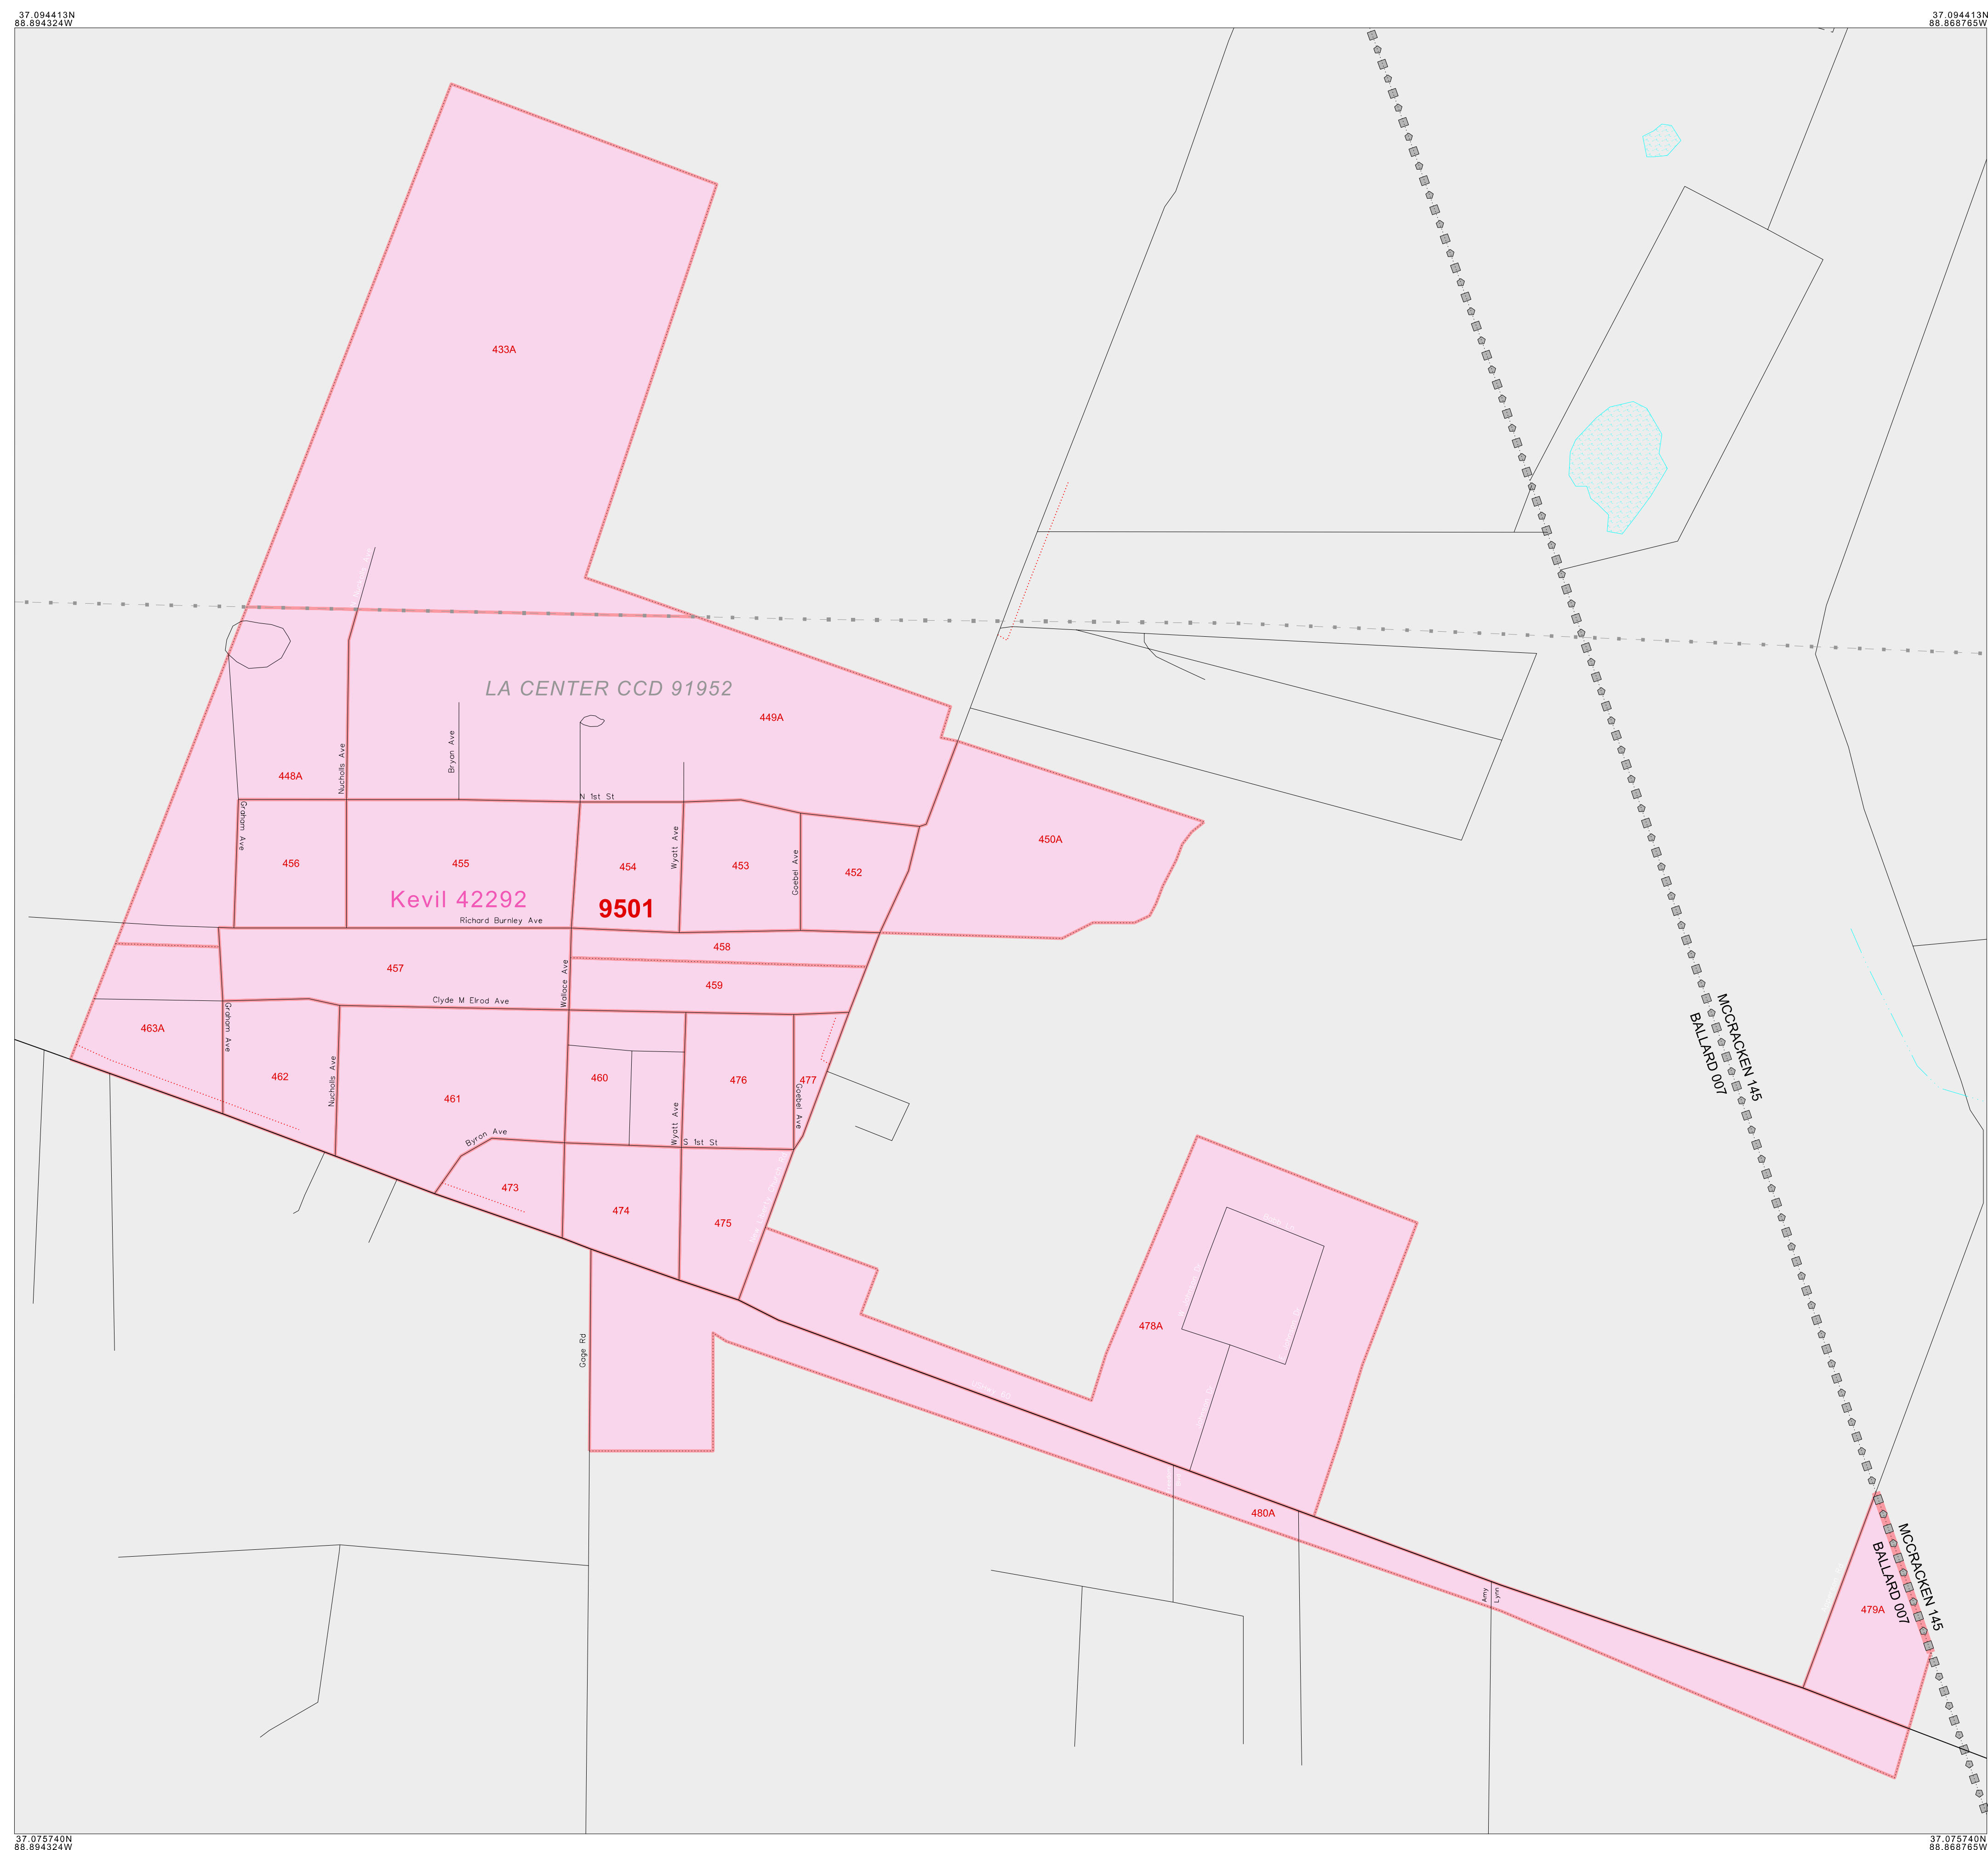 37.094413N
88.894324W
37.094413N
88.868765W
433A
LA CENTER CCD 91952
449A
448A
Nucholls Ave
Bryan Ave
N 1st St
Graham Ave
456
455
454
Wyatt Ave
453
Goebel Ave
452
450A
Kevil 42292
9501
Richard Burnley Ave
458
457
459
Wallace Ave
Clyde M Elrod Ave
463A
Graham Ave
462
Nucholls Ave
461
460
476
477
Goebel Ave
Wyatt Ave
Byron Ave
S 1st St
473
474
475
MCCRACKEN 145
BALLARD 007
478A
Gage Rd
480A
Amy
Lynn
479A
MCCRACKEN 145
BALLARD 007
37.075740N
88.894324W
37.075740N
88.868765W